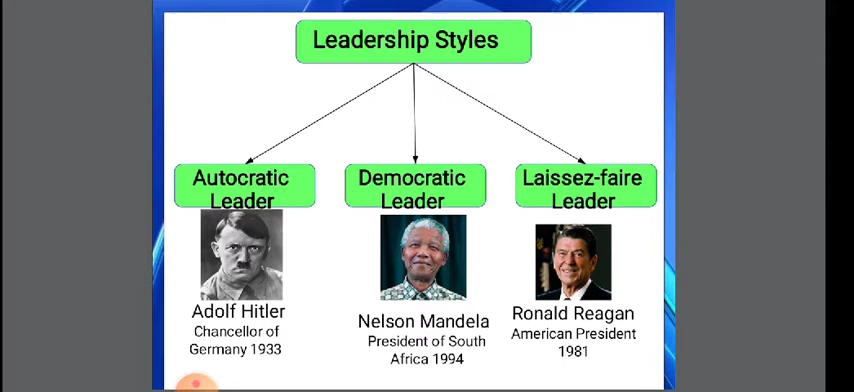 Leadership Styles
Autocratic
Leader
Democratic
Leader
Laissez-faire
Leader
Adolf Hitler
Chancellor of
Germany 1933
Nelson Mandela
President of South
Africa 1994
Ronald Reagan
American President
1981